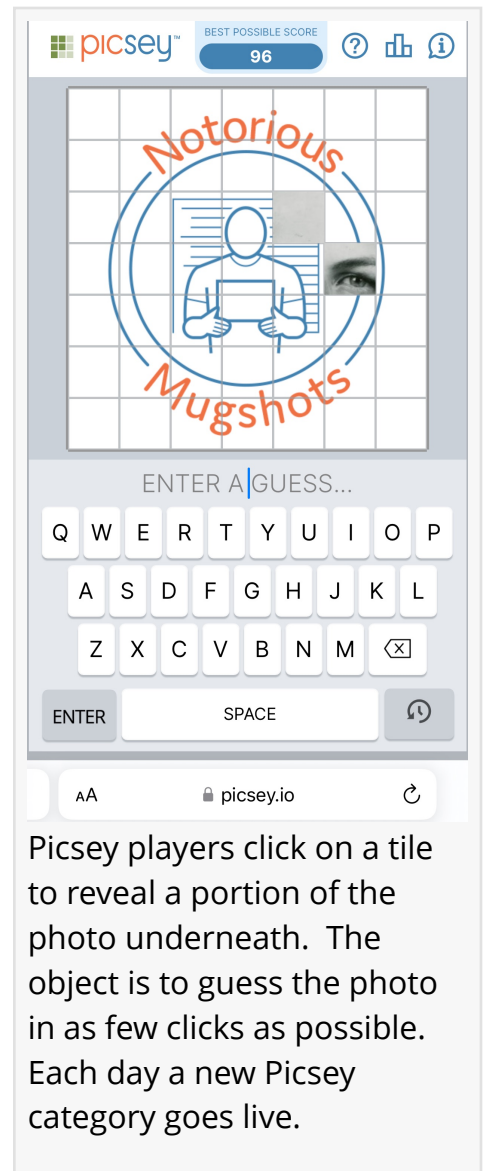 picsey™
BEST POSSIBLE SCORE
96
Notorious
Mugshots
ENTER A GUESS...
Q W E R T Y U I O P
A S D F G H J K L
Z X C V B N M
ENTER SPACE
AA picsey.io
Picsey players click on a tile
to reveal a portion of the
photo underneath. The
object is to guess the photo
in as few clicks as possible.
Each day a new Picsey
category goes live.